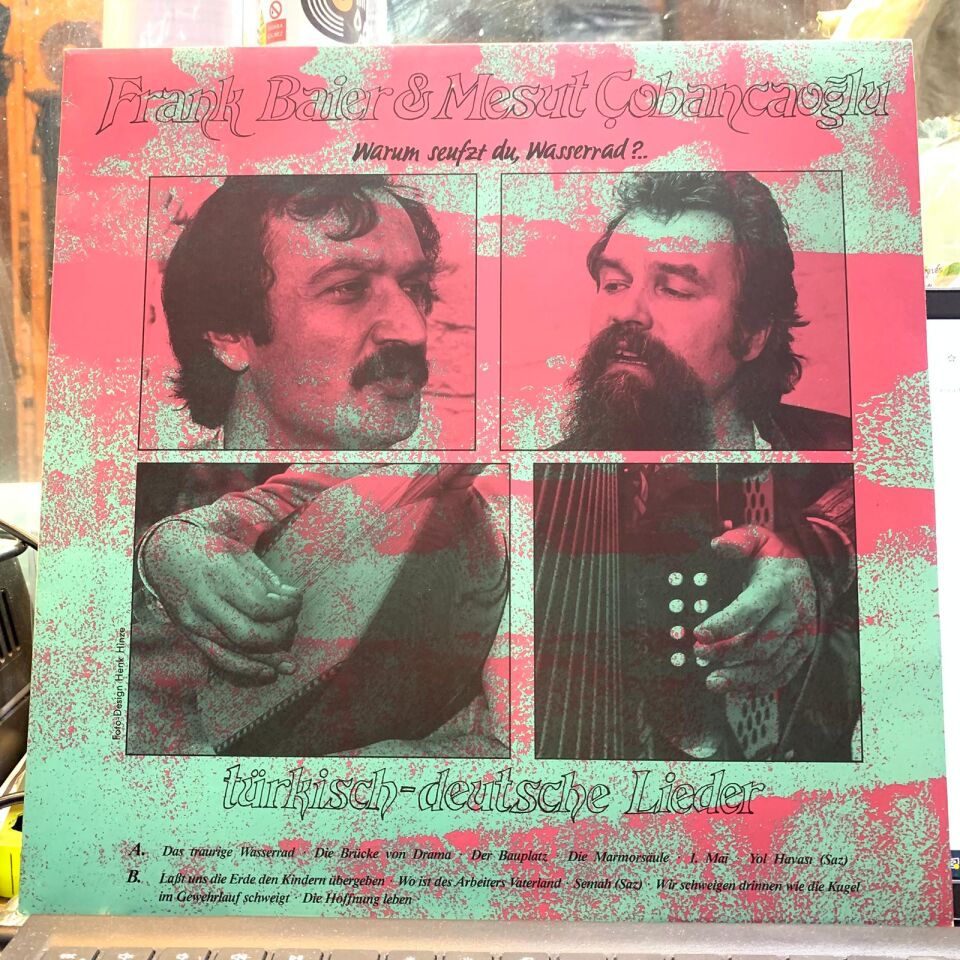 Frank Baier & Mesut Çobancaoğlu
Warum seufzt du, Wasserrad?..
Foto-Design Henk Hinze
türkisch-deutsche Lieder
A. Das traurige Wasserrad · Die Brücke von Drama · Der Bauplatz · Die Marmorsäule · 1. Mai · Yol Havası (Saz)
B. Laßt uns die Erde den Kindern übergeben · Wo ist des Arbeiters Vaterland · Semah (Saz) · Wir schweigen drinnen wie die Kugel
im Gewehrlauf schweigt · Die Hoffnung leben